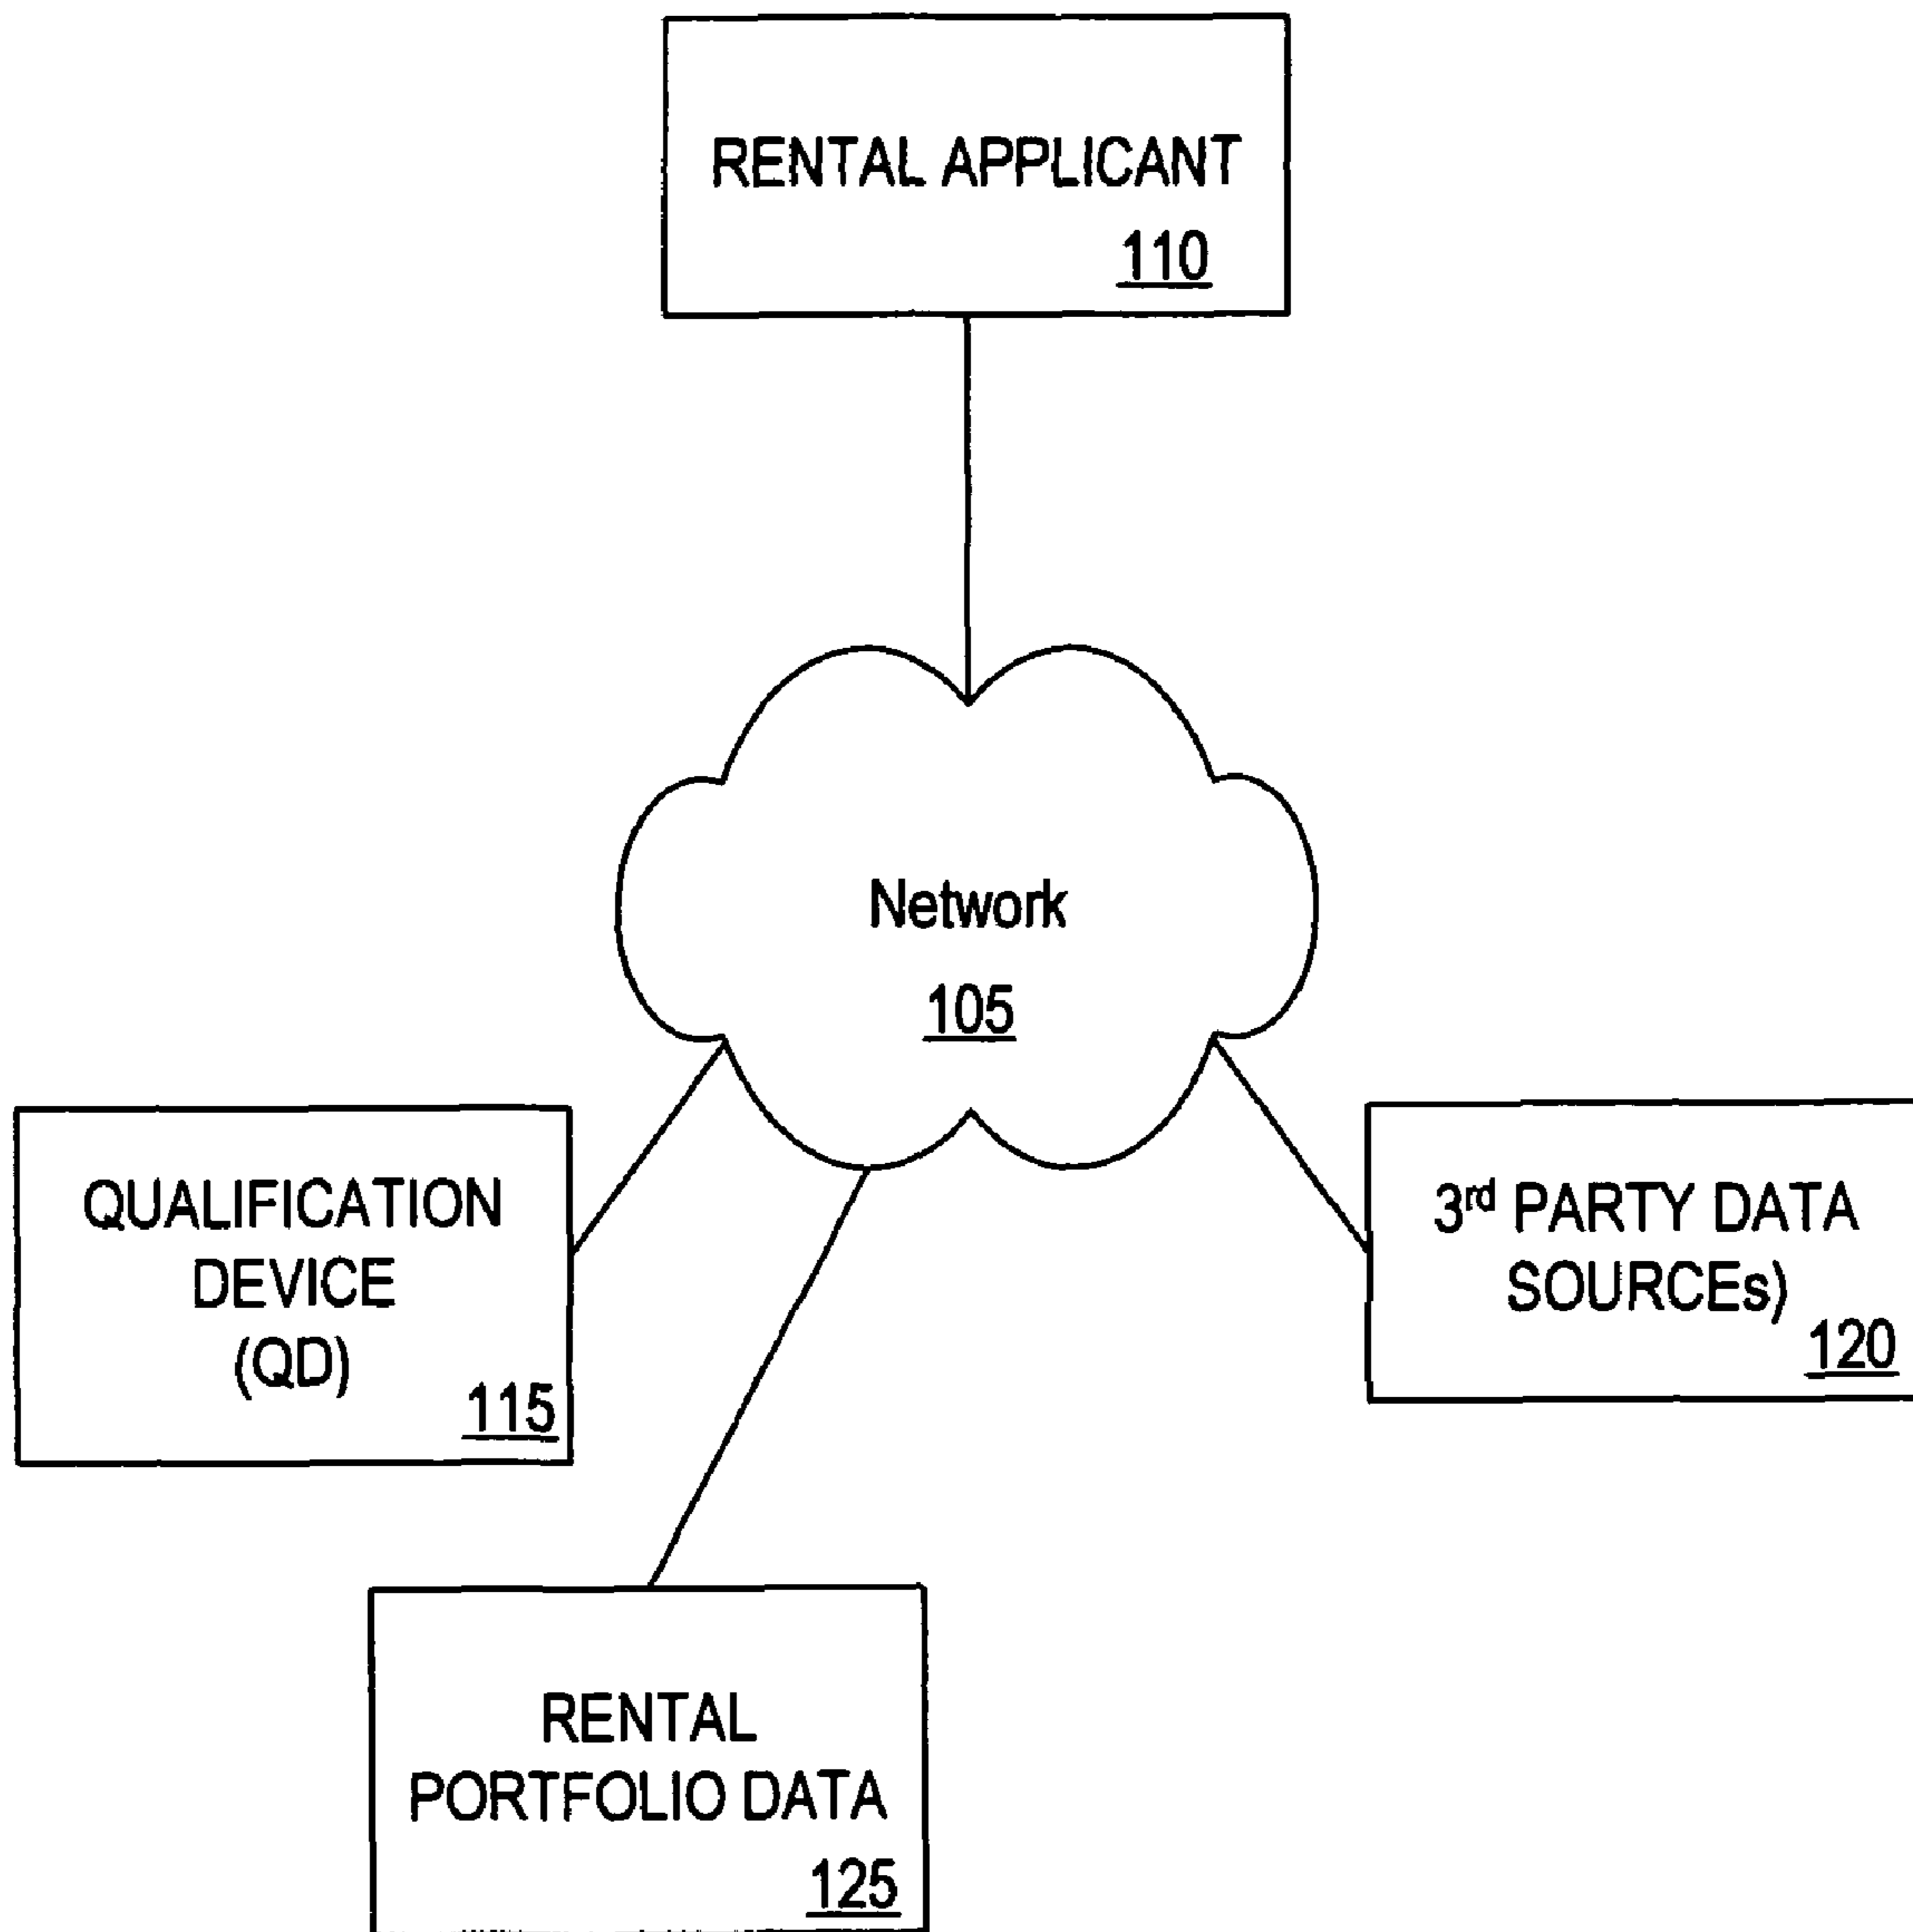 RENTAL APPLICANT
110
Network
105
QUALIFICATION
DEVICE
(QD)
115
3rd PARTY DATA
SOURCEs)
120
RENTAL
PORTFOLIO DATA
125